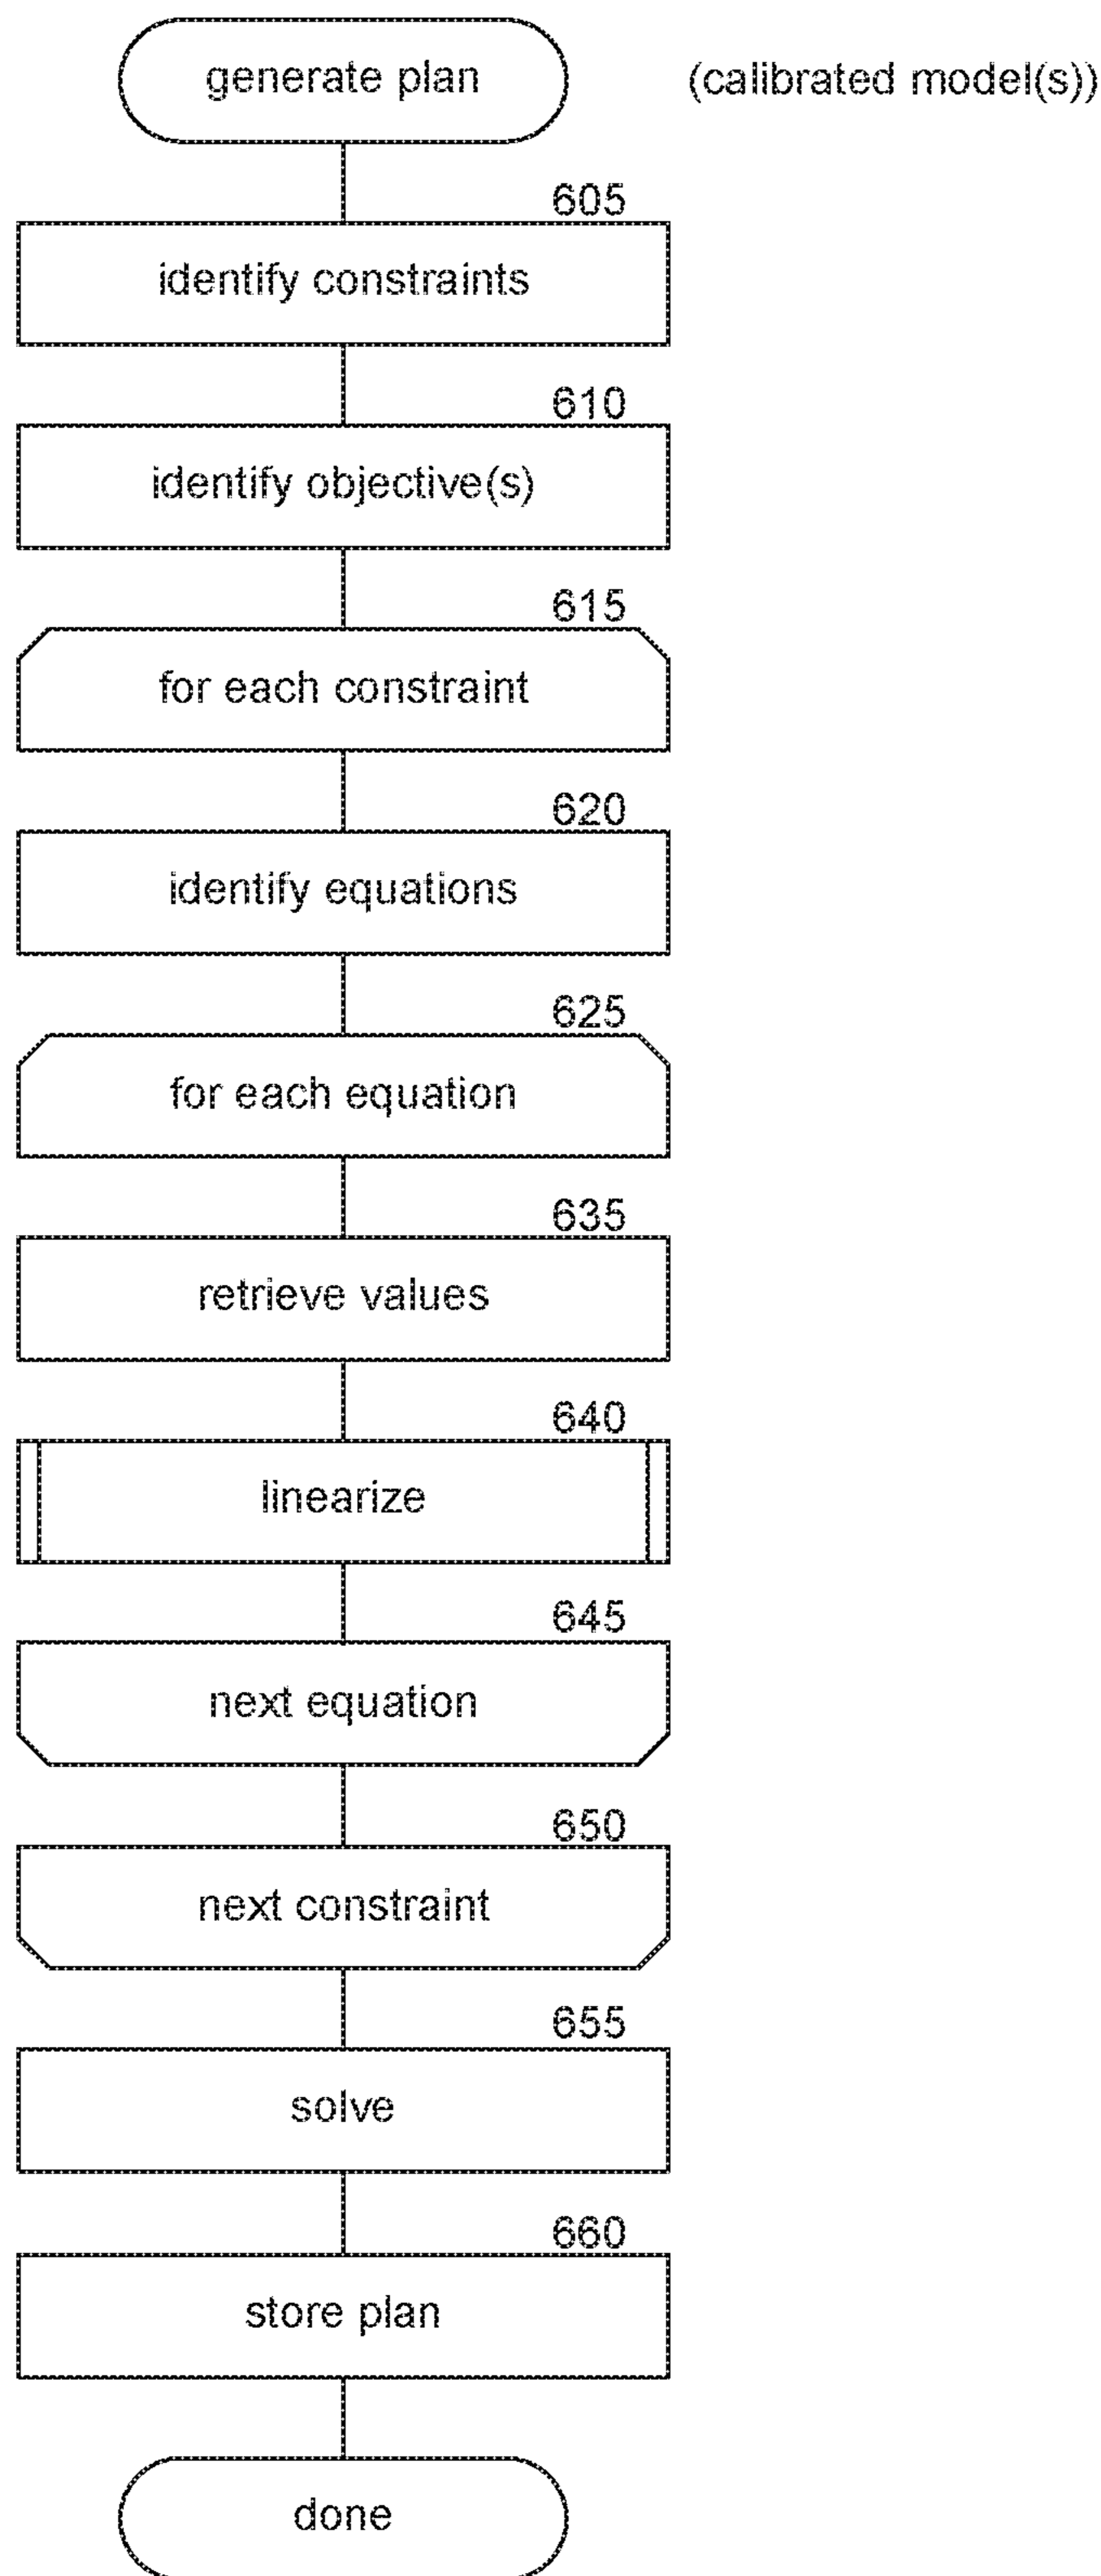 generate plan (calibrated model(s))
605
identify constraints
610
identify objective(s)
615
for each constraint
620
identify equations
625
for each equation
635
retrieve values
640
linearize
645
next equation
650
next constraint
655
solve
660
store plan
done